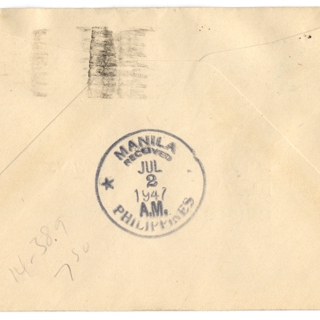 MANILA
RECEIVED
JUL
2
1947
A.M.
PHILIPPINES
14-38.9
750